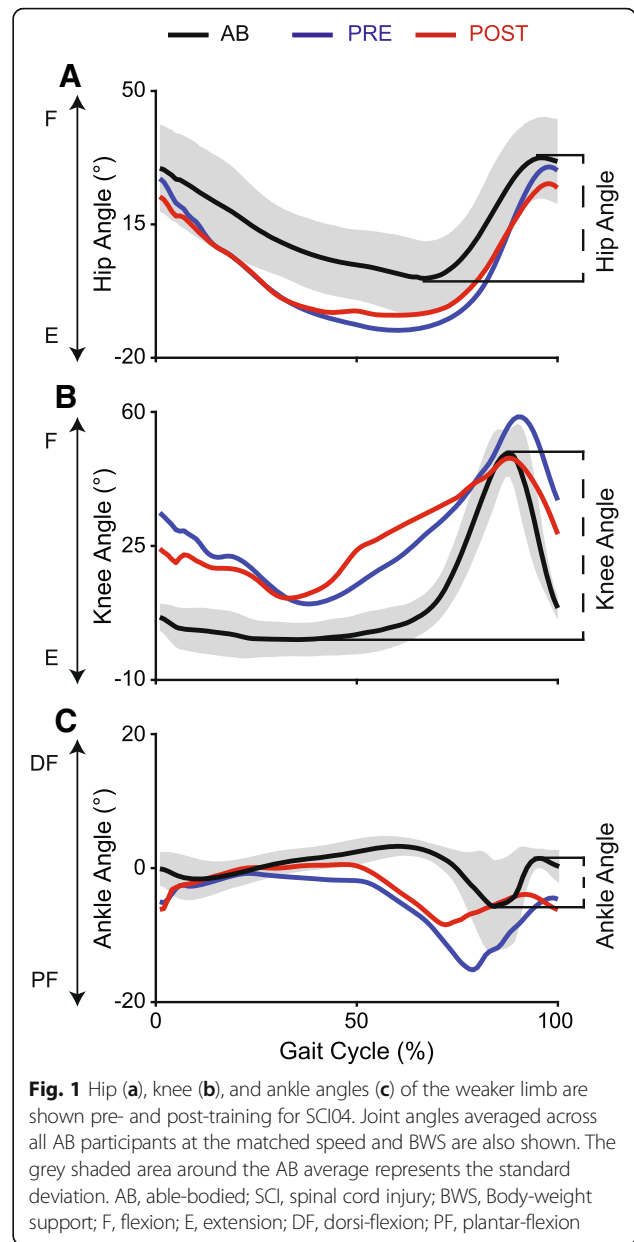 AB PRE POST
A
50
F
Hip Angle (°)
15
Hip Angle
E
-20
B
60
F
Knee Angle (°)
25
Knee Angle
E
-10
C
20
DF
Ankle Angle (°)
0
Ankle Angle
PF
-20
0 50 100
Gait Cycle (%)
Fig. 1 Hip (a), knee (b), and ankle angles (c) of the weaker limb are
shown pre- and post-training for SCI04. Joint angles averaged across
all AB participants at the matched speed and BWS are also shown. The
grey shaded area around the AB average represents the standard
deviation. AB, able-bodied; SCI, spinal cord injury; BWS, Body-weight
support; F, flexion; E, extension; DF, dorsi-flexion; PF, plantar-flexion